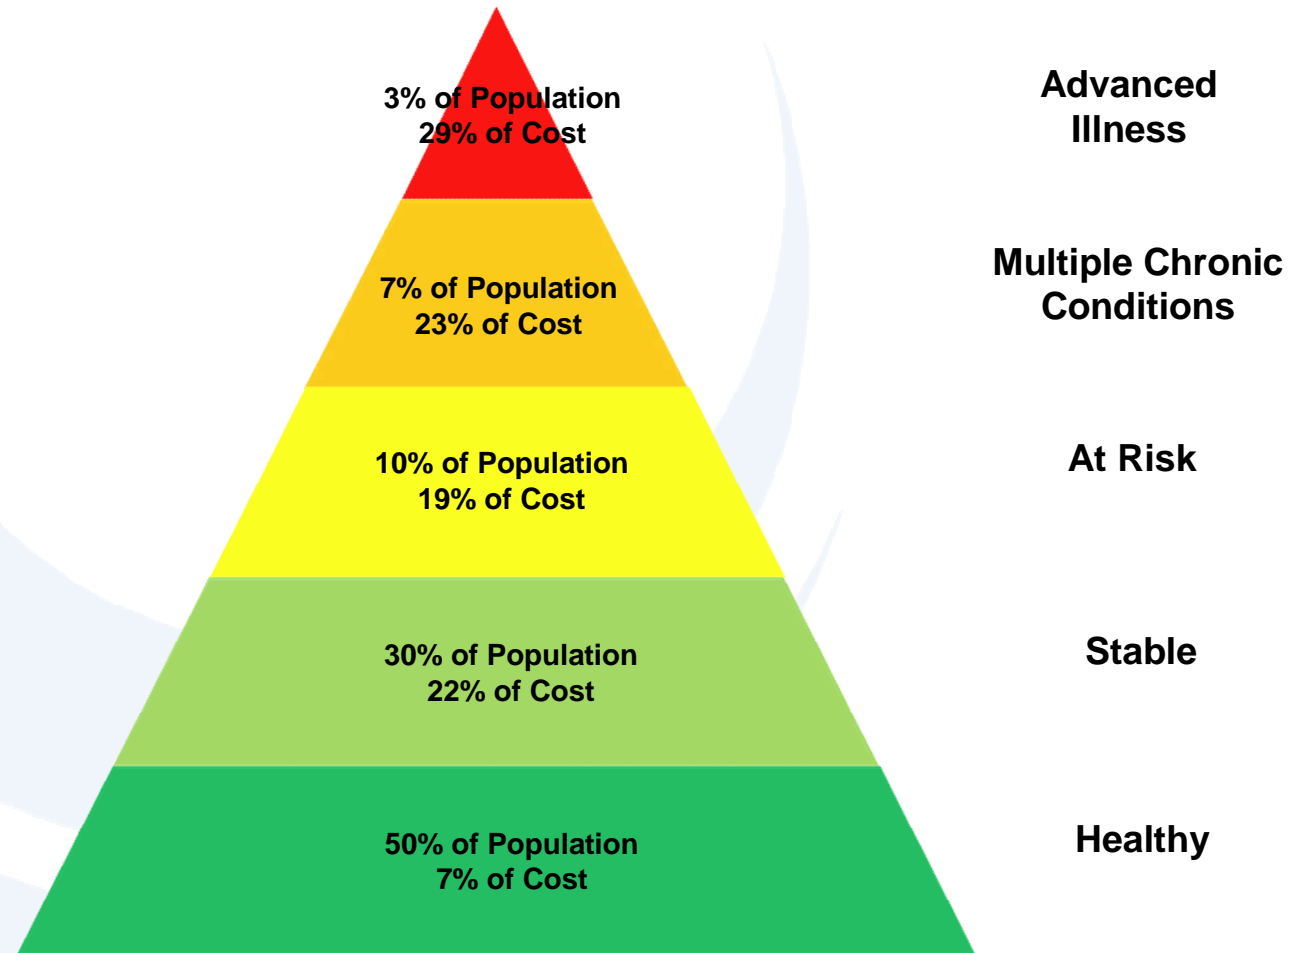 3% of Population
29% of Cost
Advanced
Illness
7% of Population
23% of Cost
Multiple Chronic
Conditions
10% of Population
19% of Cost
At Risk
30% of Population
22% of Cost
Stable
50% of Population
7% of Cost
Healthy